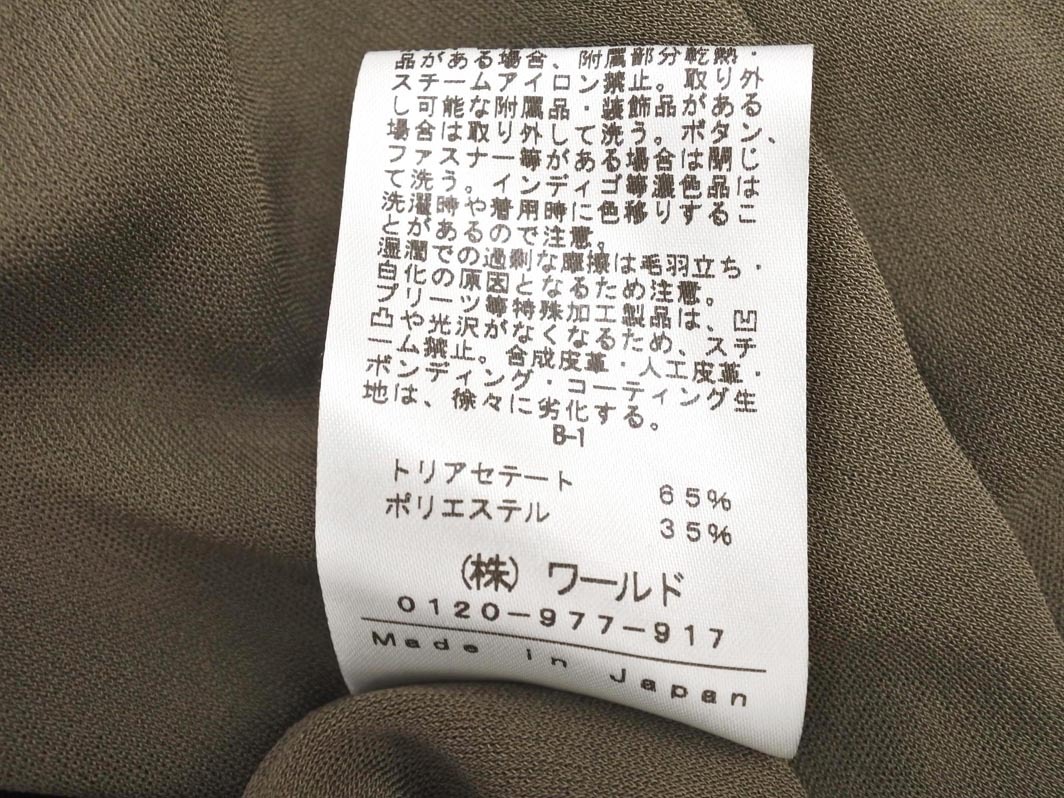 品がある場合、附属部分乾熱・
スチームアイロン禁止。取り外
し可能な附属品・装飾品がある
場合は取り外して洗う。ボタン、
ファスナー等がある場合は閉じ
て洗う。インディゴ等濃色品は
洗濯時や着用時に色移りするこ
とがあるので注意。
湿潤での過剰な摩擦は毛羽立ち・
白化の原因となるため注意。
プリーツ等特殊加工製品は、凹
凸や光沢がなくなるため、スチ
ーム禁止。合成皮革・人工皮革・
ボンディング・コーティング生
地は、徐々に劣化する。
B-1
トリアセテート 65%
ポリエステル 35%
(株) ワールド
0120-977-917
Made in Japan